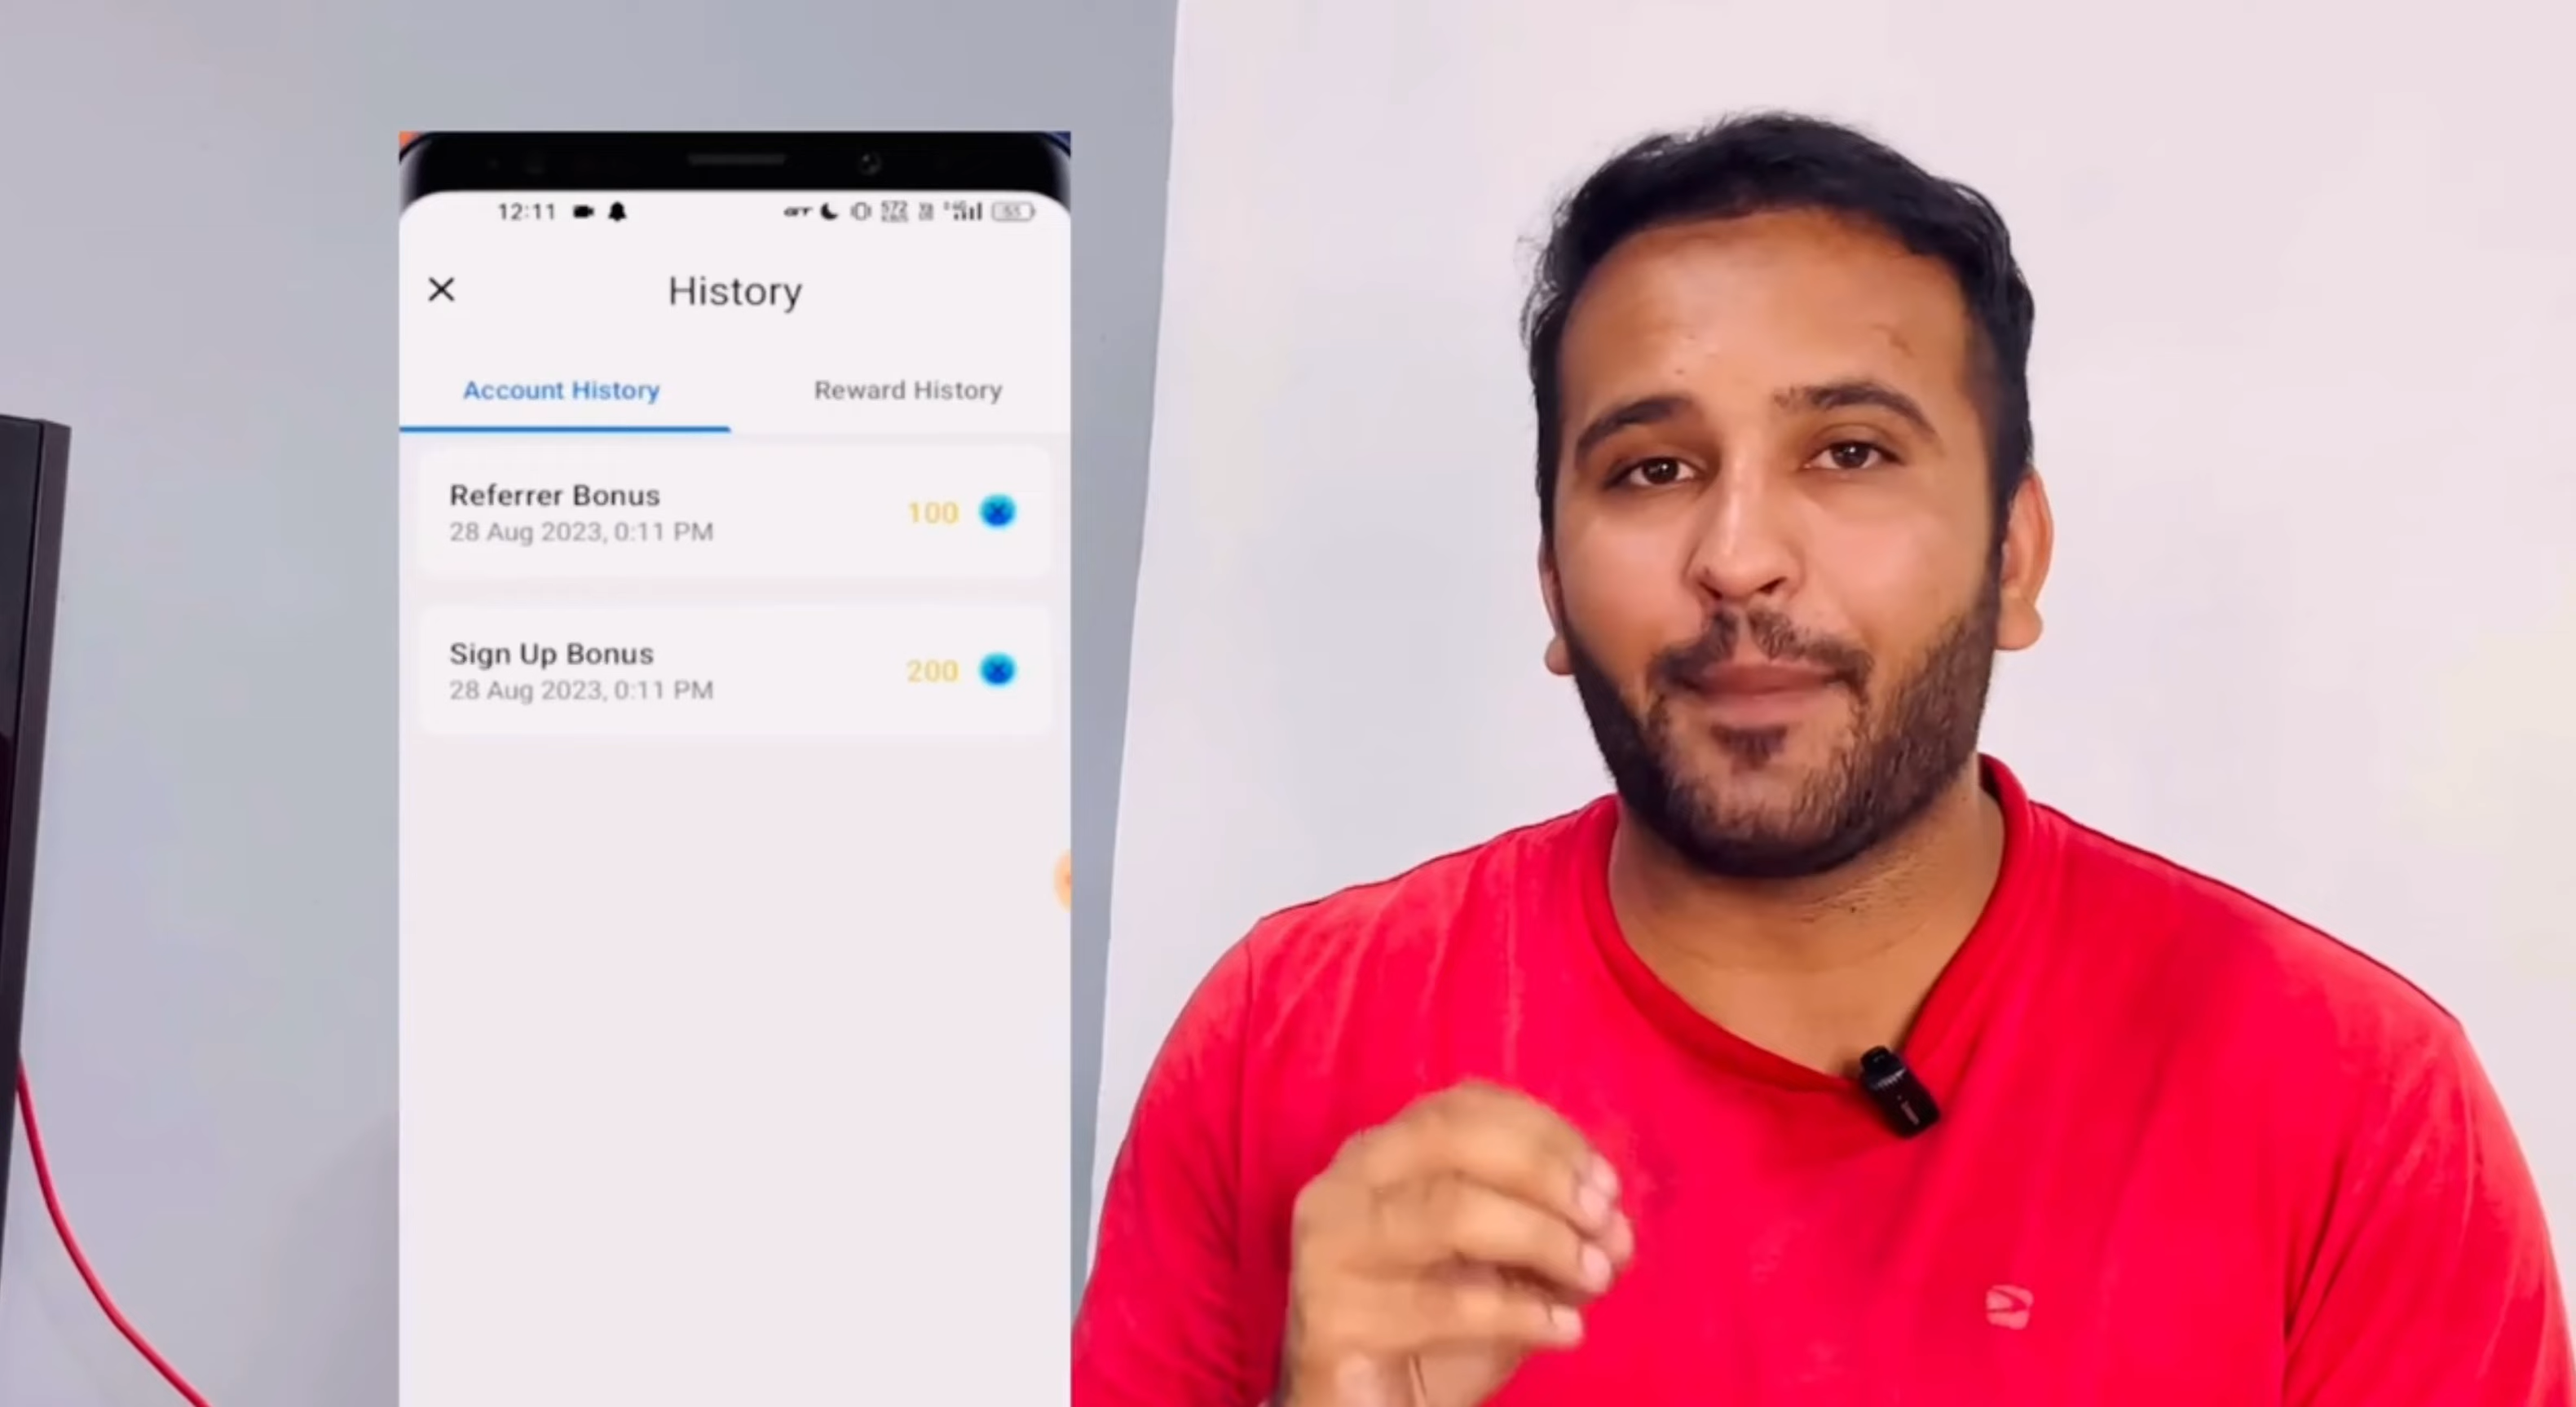 12:11
History
Account History
Reward History
Referrer Bonus
100
28 Aug 2023, 0:11 PM
Sign Up Bonus
200
28 Aug 2023, 0:11 PM